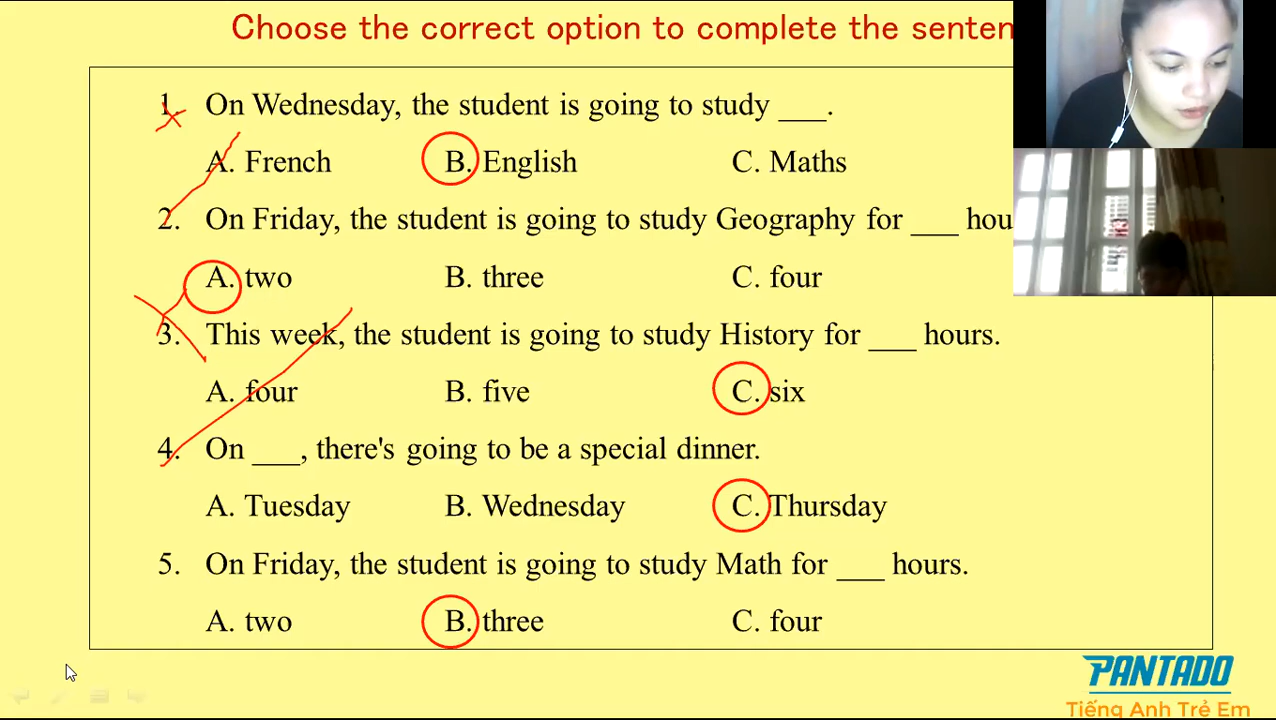 Choose the correct option to complete the senten
1. On Wednesday, the student is going to study ___.
A. French B. English C. Maths
2. On Friday, the student is going to study Geography for ___ hou
A. two B. three C. four
3. This week, the student is going to study History for ___ hours.
A. four B. five C. six
4. On ___, there's going to be a special dinner.
A. Tuesday B. Wednesday C. Thursday
5. On Friday, the student is going to study Math for ___ hours.
A. two B. three C. four
PANTADO
Tiếng Anh Trẻ Em